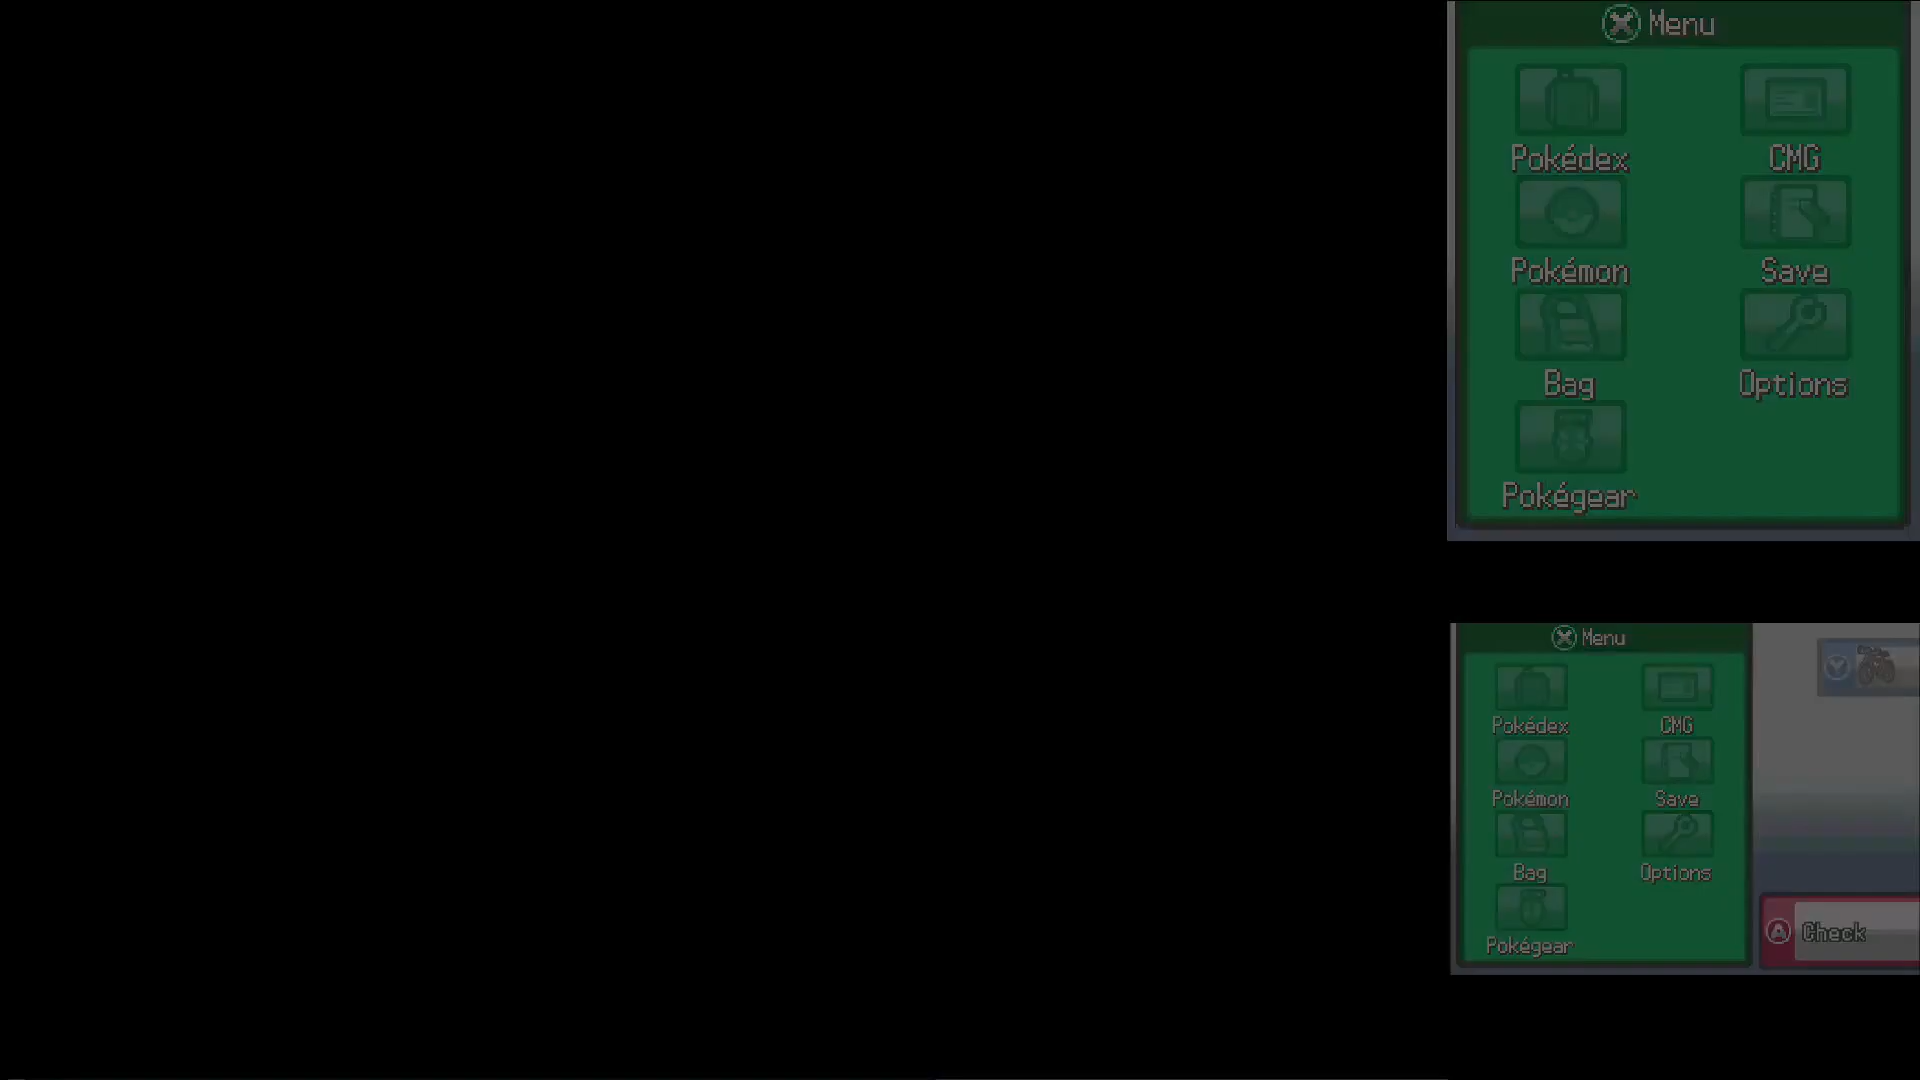 Menu
Pokédex
CMG
Pokémon
Save
Bag
Options
Pokégear
Menu
Pokédex
CMG
Pokémon
Save
Bag
Options
Pokégear
Y
A Check